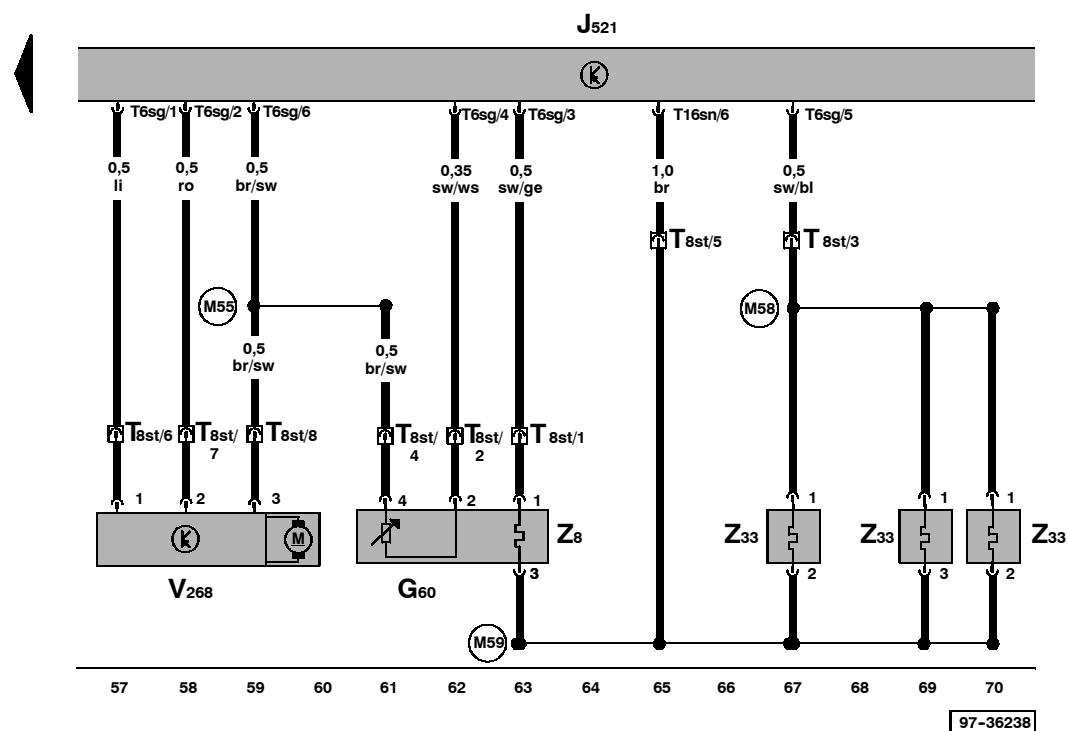 J521
T6sg/1 T6sg/2 T6sg/6 T6sg/4 T6sg/3 T16sn/6 T6sg/5
0,5 0,5 0,5 0,35 0,5 1,0 0,5
li ro br/sw sw/ws sw/ge br sw/bl
T8st/5 T 8st/3
M55 M58
0,5 0,5
br/sw br/sw
T8st/6 T8st/ T8st/8 T8st/ T8st/ T 8st/1
7 4 2
1 2 3 4 2 1 1 1 1
M Z8 Z33 Z33 Z33
3 2 3 2
V268 G60
M59
57 58 59 60 61 62 63 64 65 66 67 68 69 70
97-36238